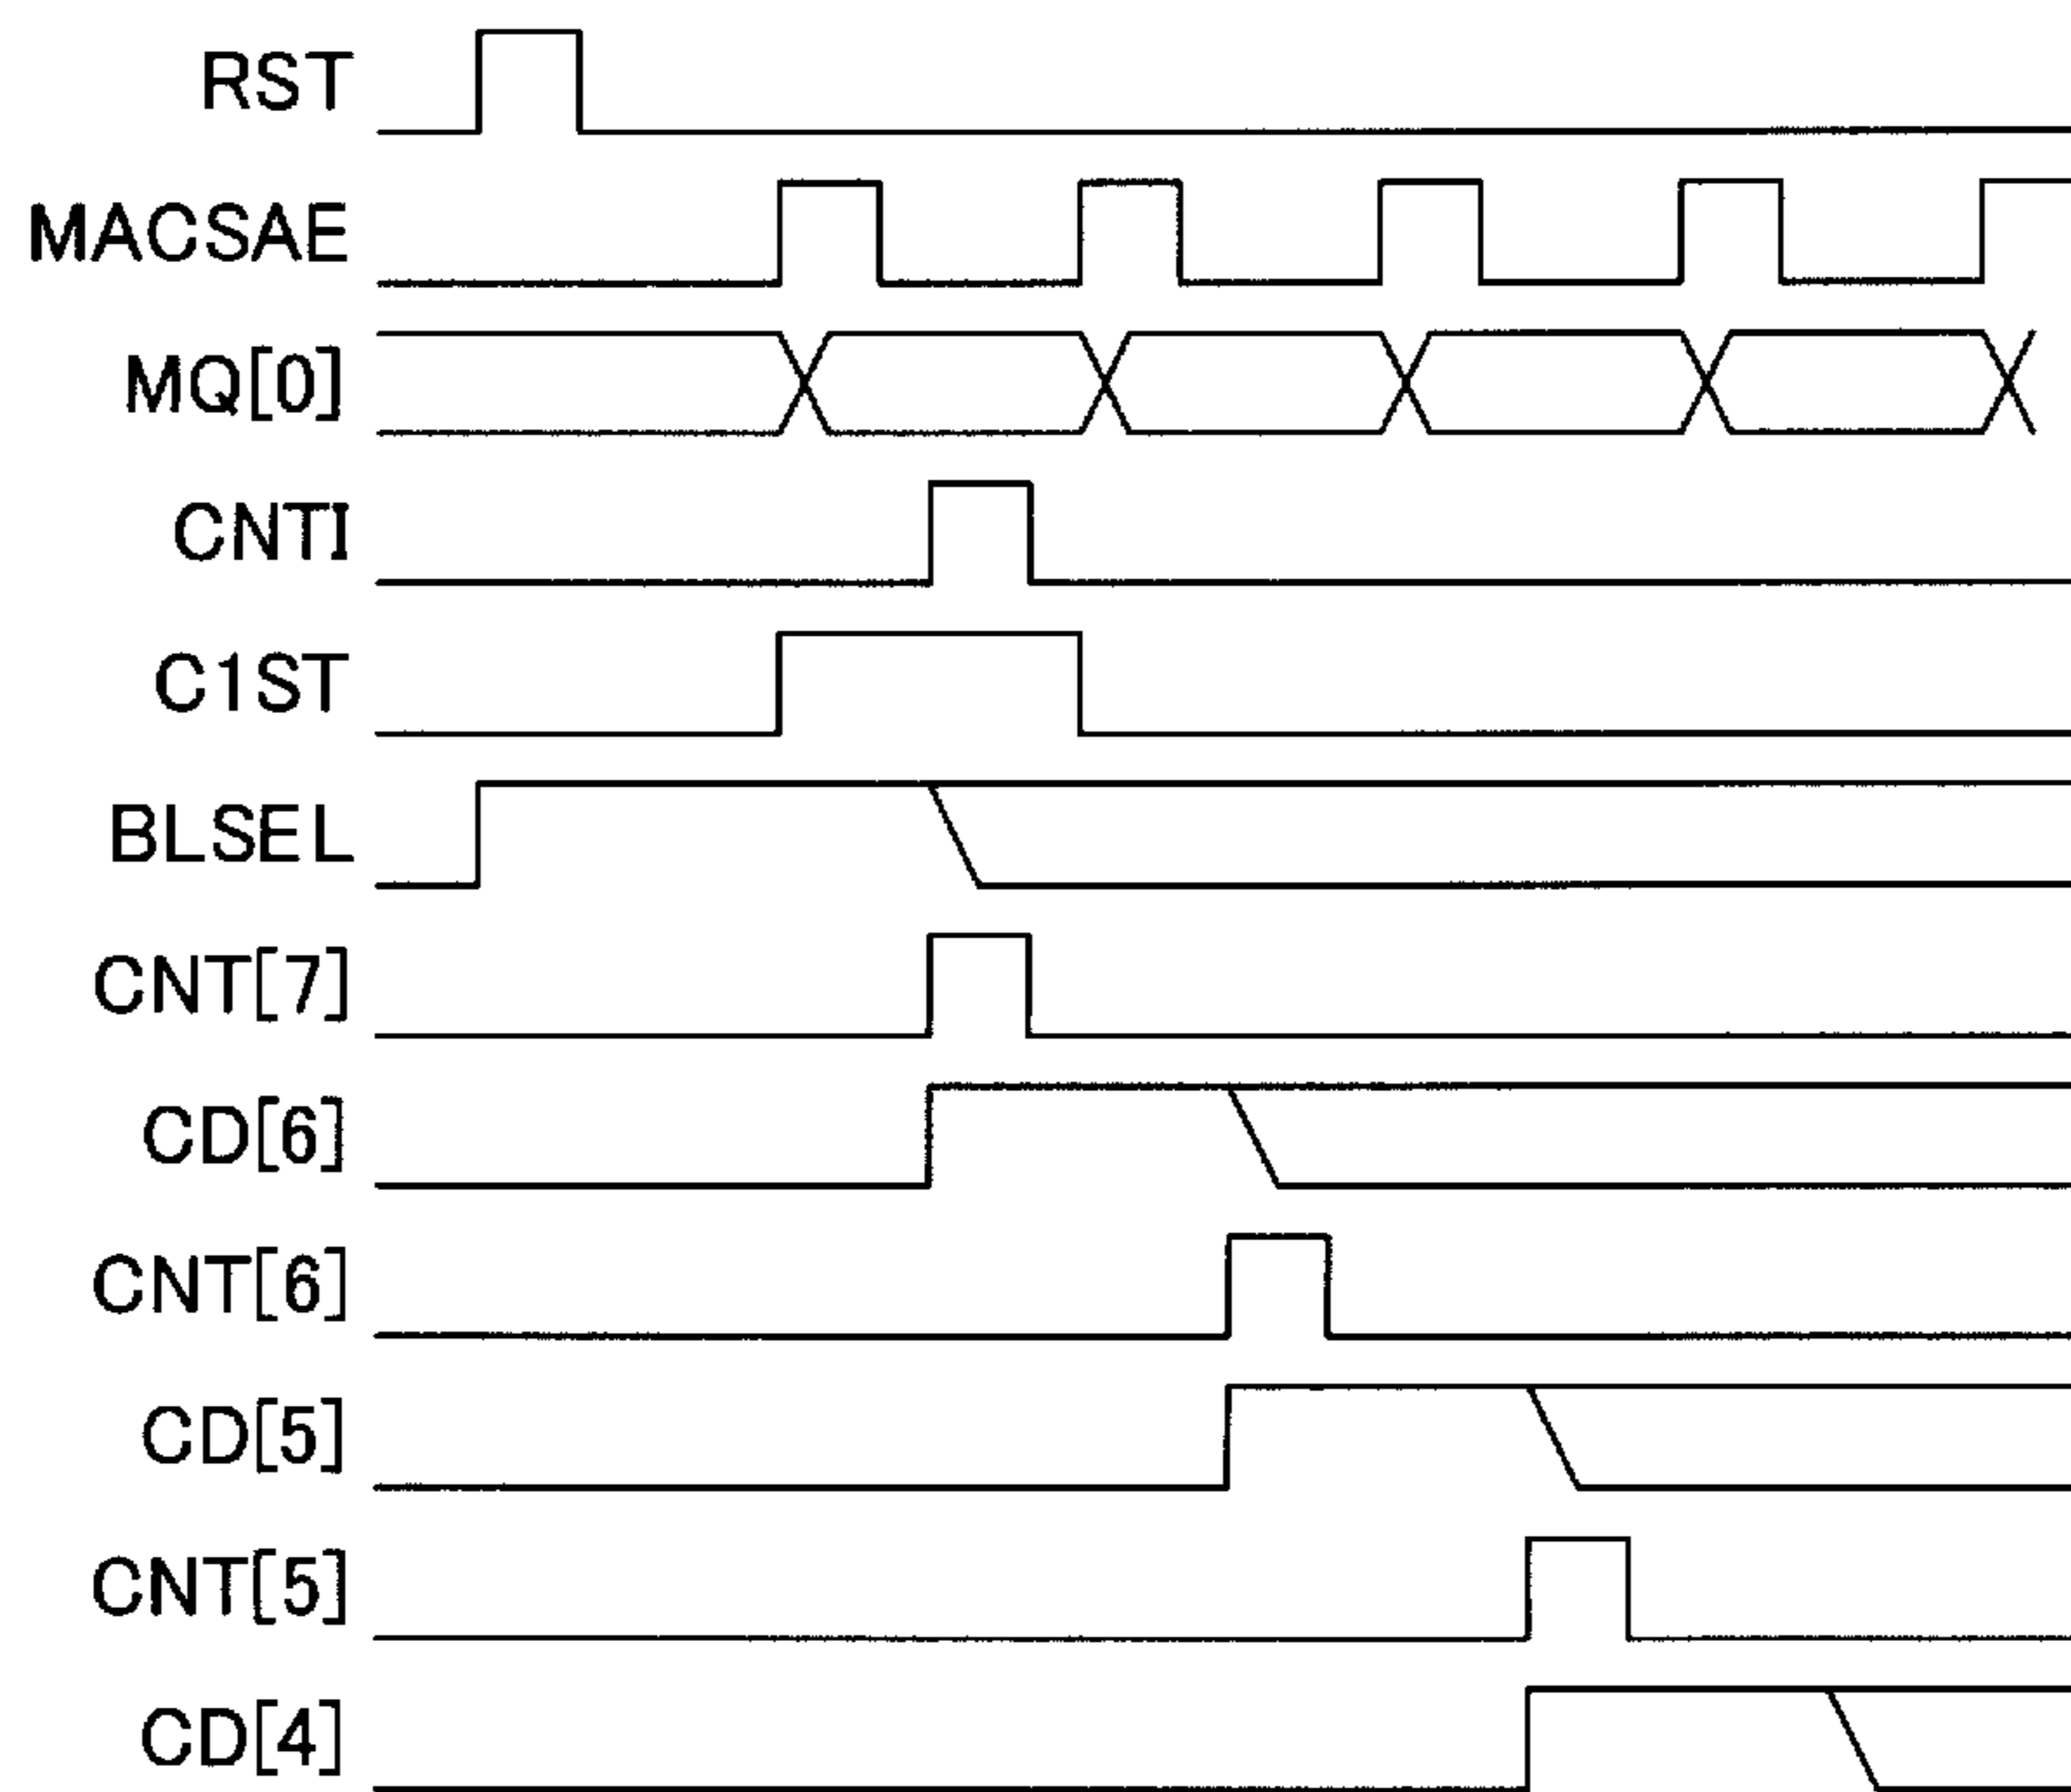 RST
MACSAE
MQ[0]
CNTI
C1ST
BLSEL
CNT[7]
CD[6]
CNT[6]
CD[5]
CNT[5]
CD[4]